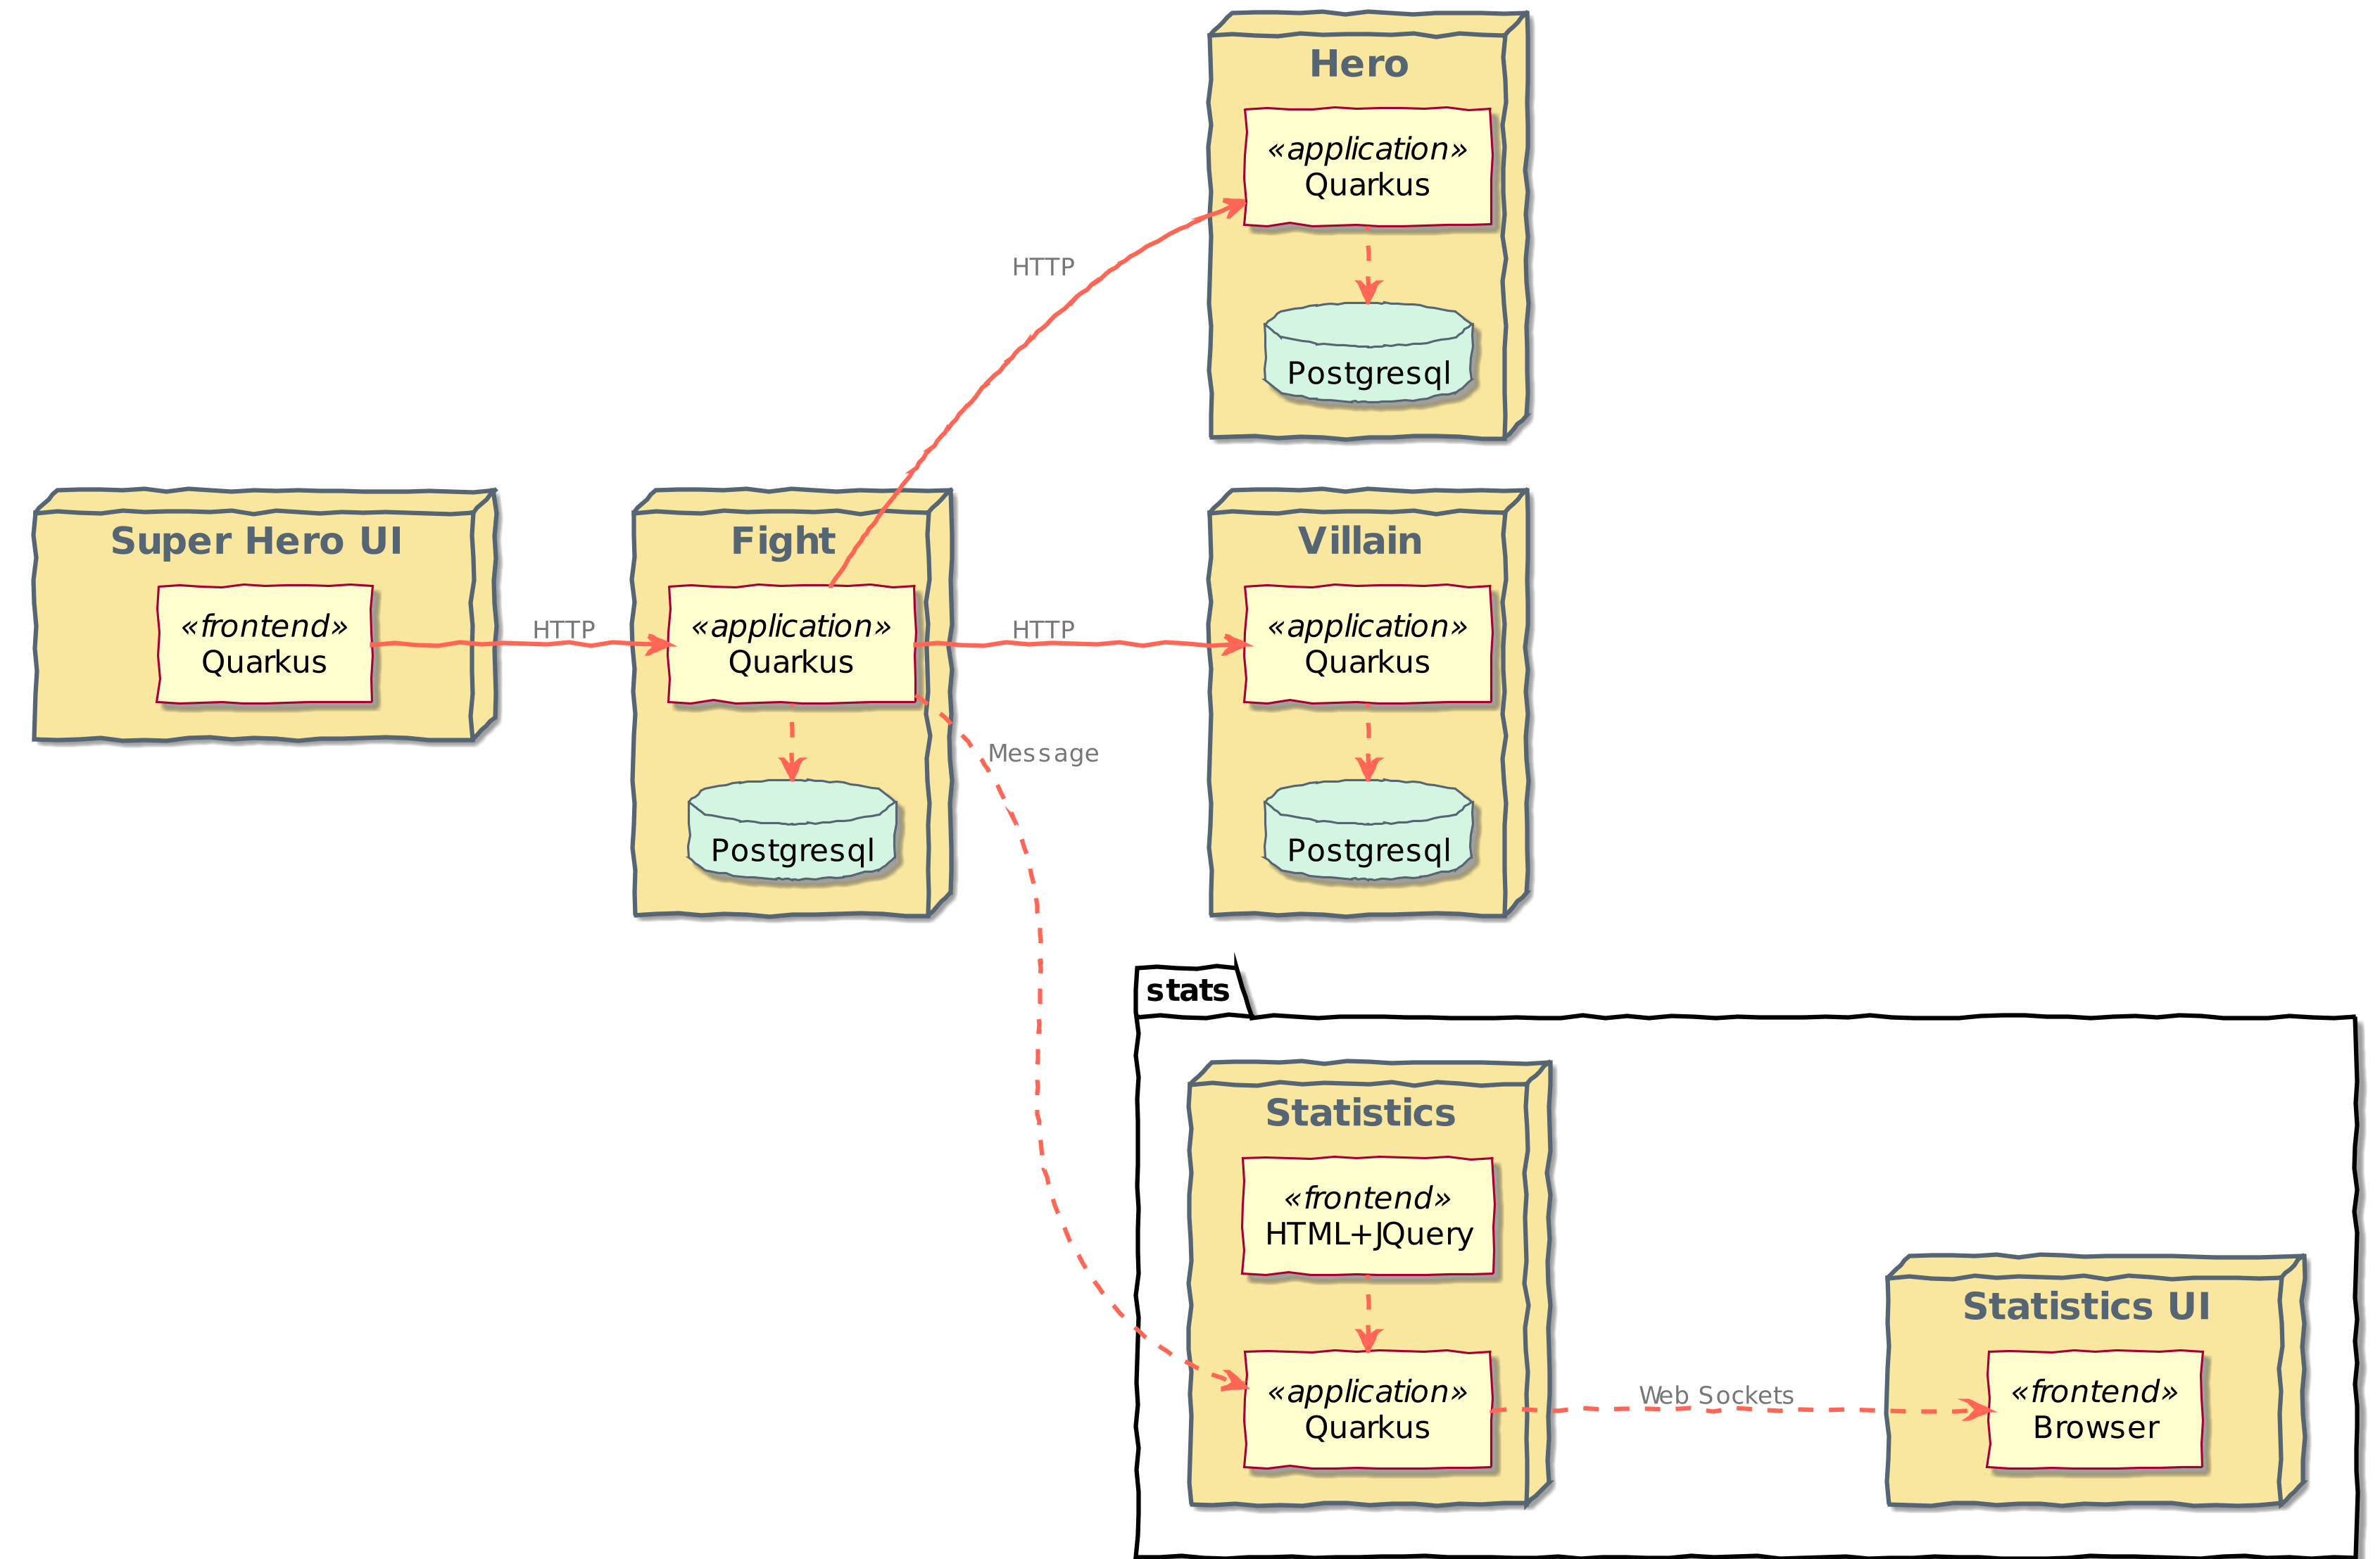 Hero
«application»
Quarkus
Postgresql
HTTP
Super Hero UI
«frontend»
Quarkus
HTTP
Fight
«application»
Quarkus
Postgresql
HTTP
Message
Villain
«application»
Quarkus
Postgresql
stats
Statistics
«frontend»
HTML+JQuery
«application»
Quarkus
Web Sockets
Statistics UI
«frontend»
Browser